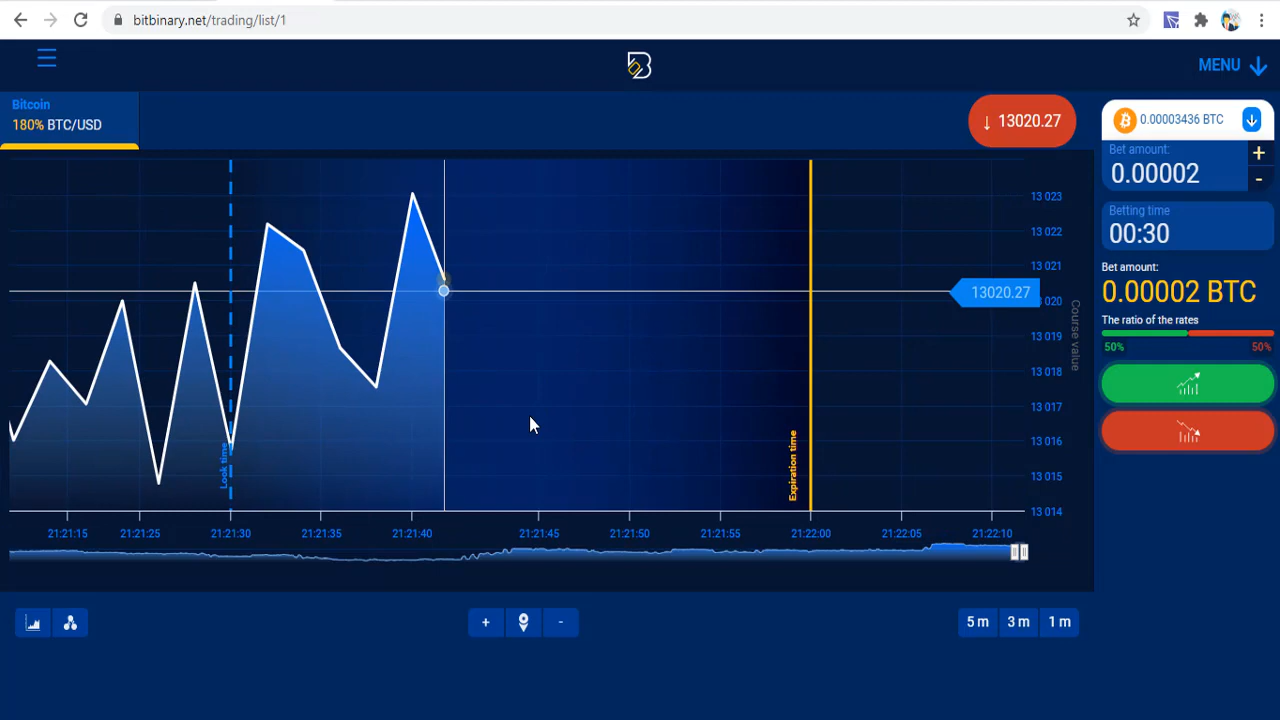 bitbinary.net/trading/list/1
MENU
Bitcoin
180% BTC/USD
↓ 13020.27
0.00003436 BTC
Bet amount:
0.00002
+
-
Betting time
00:30
Bet amount:
0.00002 BTC
The ratio of the rates
50% 50%
13 023
13 022
13 021
13 020
13 019
13 018
13 017
13 016
13 015
13 014
13020.27
Course value
Look time
Expiration time
21:21:15 21:21:25 21:21:30 21:21:35 21:21:40 21:21:45 21:21:50 21:21:55 21:22:00 21:22:05 21:22:10
+ -
5 m 3 m 1 m